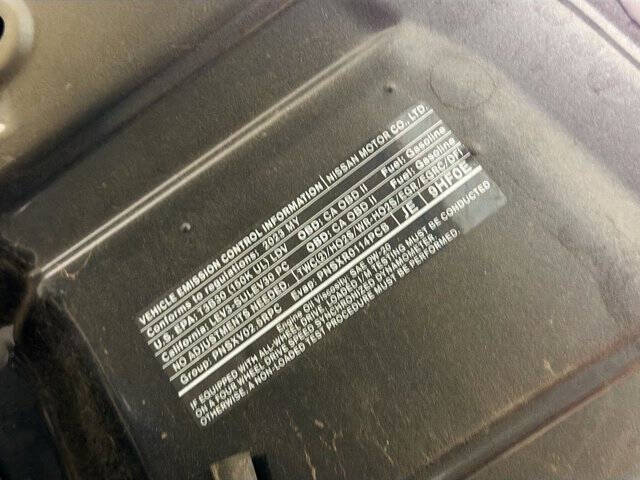 VEHICLE EMISSION CONTROL INFORMATION NISSAN MOTOR CO., LTD.
Conforms to regulations: 2023 MY
U.S. EPA: T3B30 (150K UL) LDV OBD: CA OBD II Fuel: Gasoline
California: LEV3 SULEV30 PC OBD: CA OBD II Fuel: Gasoline
NO ADJUSTMENTS NEEDED. TWC(2)/HO2S/WR-HO2S/EGR/EGRC/DFI
Group: PNSXV02.5RPC Evap: PNSXR0114PCB JE 9HF0E
Engine Oil Viscosity: SAE 0W-20
IF EQUIPPED WITH ALL-WHEEL DRIVE, LOADED I/M TESTING MUST BE CONDUCTED
ON A FOUR WHEEL DRIVE SPEED SYNCHRONIZED DYNAMOMETER.
OTHERWISE, A NON-LOADED TEST PROCEDURE MUST BE PERFORMED.